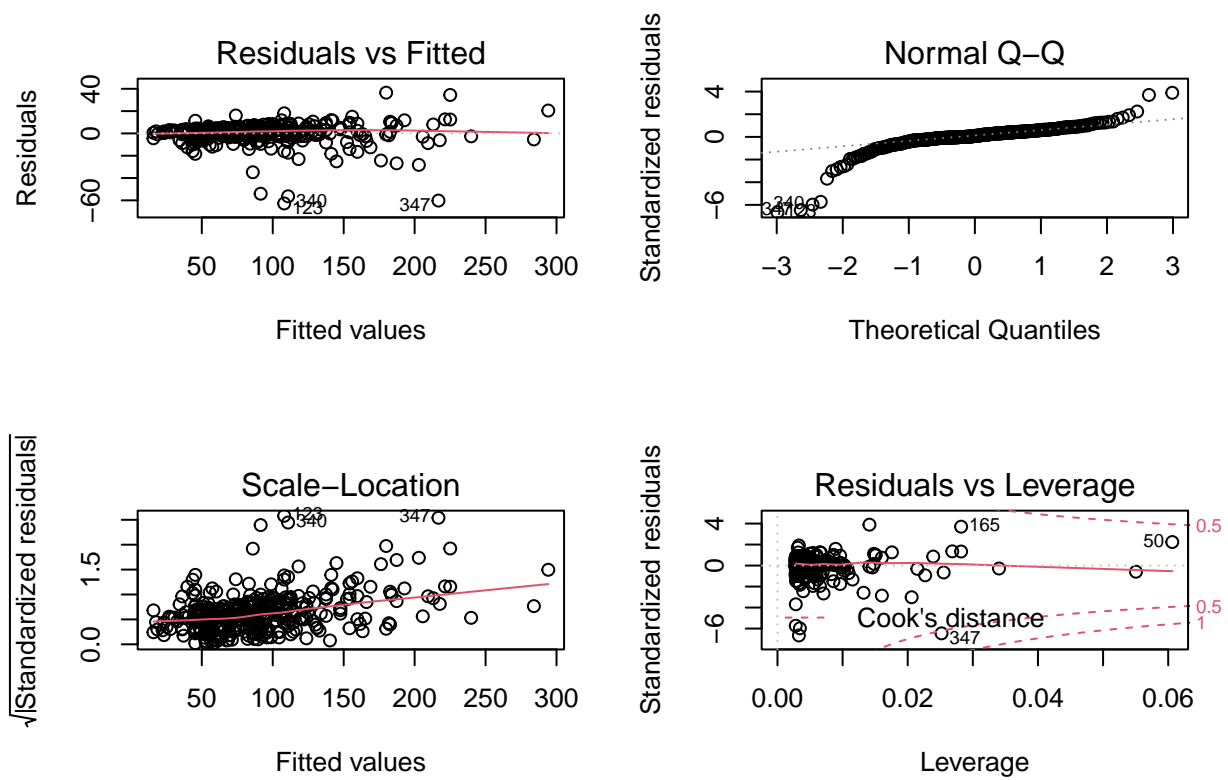 Residuals vs Fitted
Residuals
40
0
−60
340
123
347
50 100 150 200 250 300
Fitted values
Normal Q−Q
Standardized residuals
4
0
−6
340
−3 −2 −1 0 1 2 3
Theoretical Quantiles
Scale−Location
√|Standardized residuals|
1.5
0.0
123
340
347
50 100 150 200 250 300
Fitted values
Residuals vs Leverage
Standardized residuals
4
0
−6
165
50
347
Cook's distance
0.5
0.5
1
0.00 0.02 0.04 0.06
Leverage